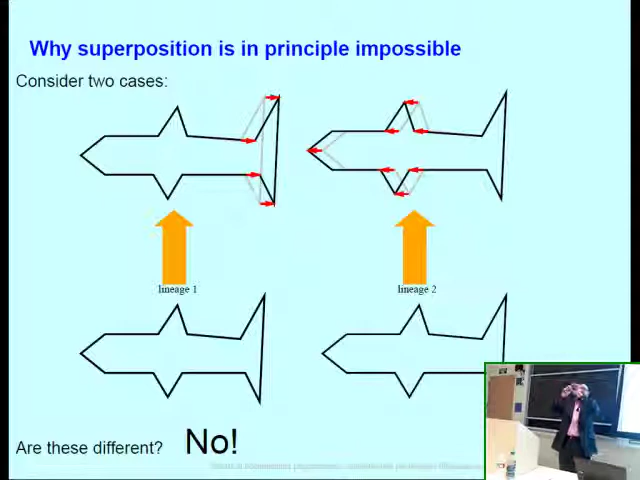 Why superposition is in principle impossible
Consider two cases:
lineage 1
lineage 2
Are these different?
No!